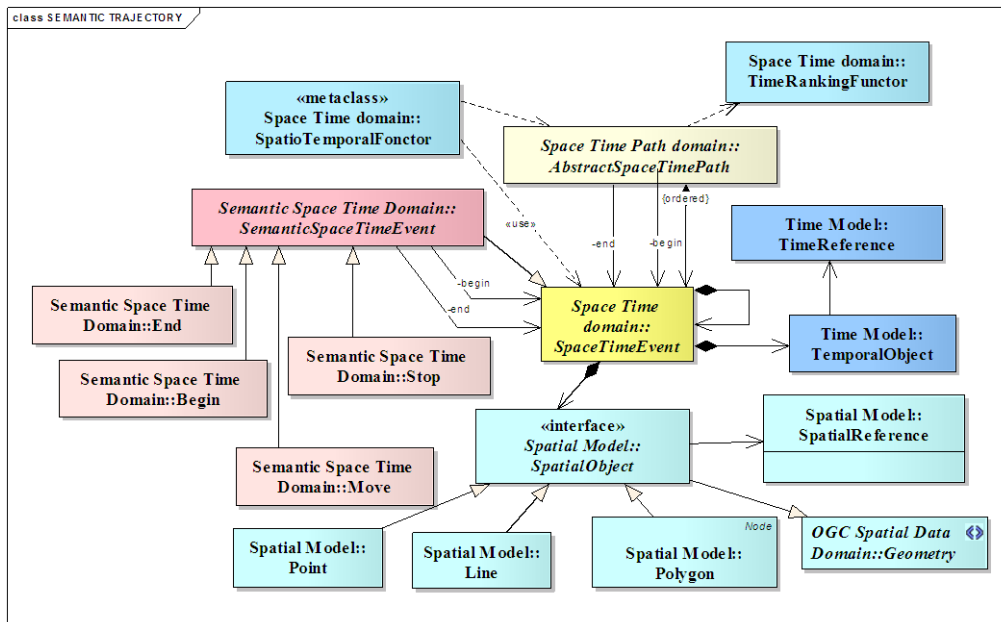 class SEMANTIC TRAJECTORY
Space Time domain::
TimeRankingFunctor
«metaclass»
Space Time domain::
SpatioTemporalFonctor
Space Time Path domain::
AbstractSpaceTimePath
Semantic Space Time Domain::
SemanticSpaceTimeEvent
«use»
-end
-begin
{ordered}
Time Model::
TimeReference
-begin
-end
Semantic Space Time
Domain::End
Space Time
domain::
SpaceTimeEvent
Time Model::
TemporalObject
Semantic Space Time
Domain::Stop
Semantic Space Time
Domain::Begin
«interface»
Spatial Model::
SpatialObject
Spatial Model::
SpatialReference
Semantic Space Time
Domain::Move
Spatial Model::
Point
Spatial Model::
Line
Node
Spatial Model::
Polygon
OGC Spatial Data
Domain::Geometry